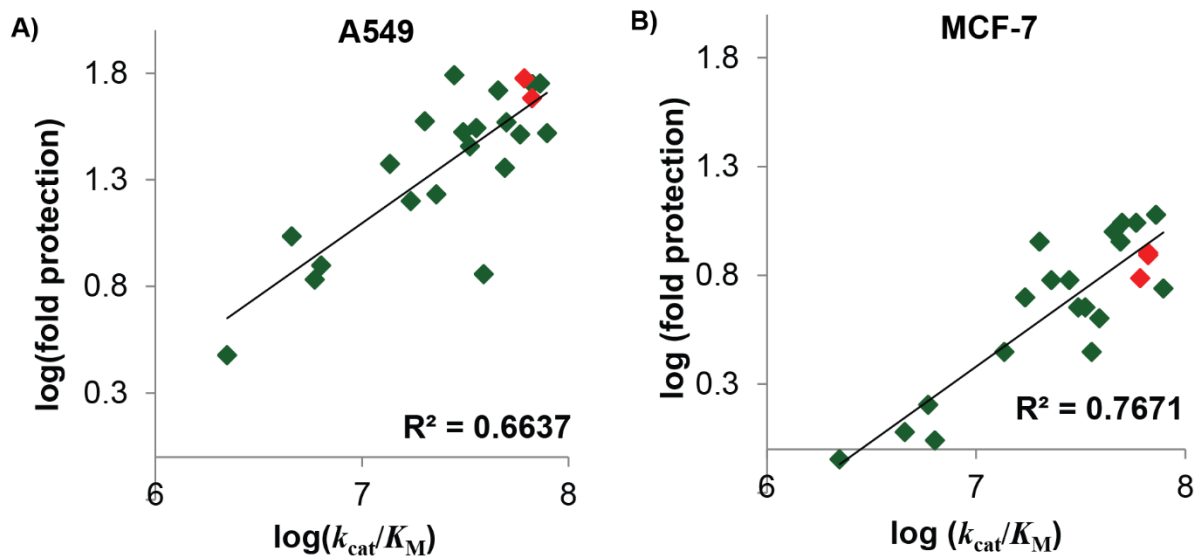 A)
A549
log(fold protection)
1.8
1.3
0.8
0.3
R² = 0.6637
6
7
8
log(kcat/KM)
B)
MCF-7
log (fold protection)
1.8
1.3
0.8
0.3
R² = 0.7671
6
7
8
log (kcat/KM)